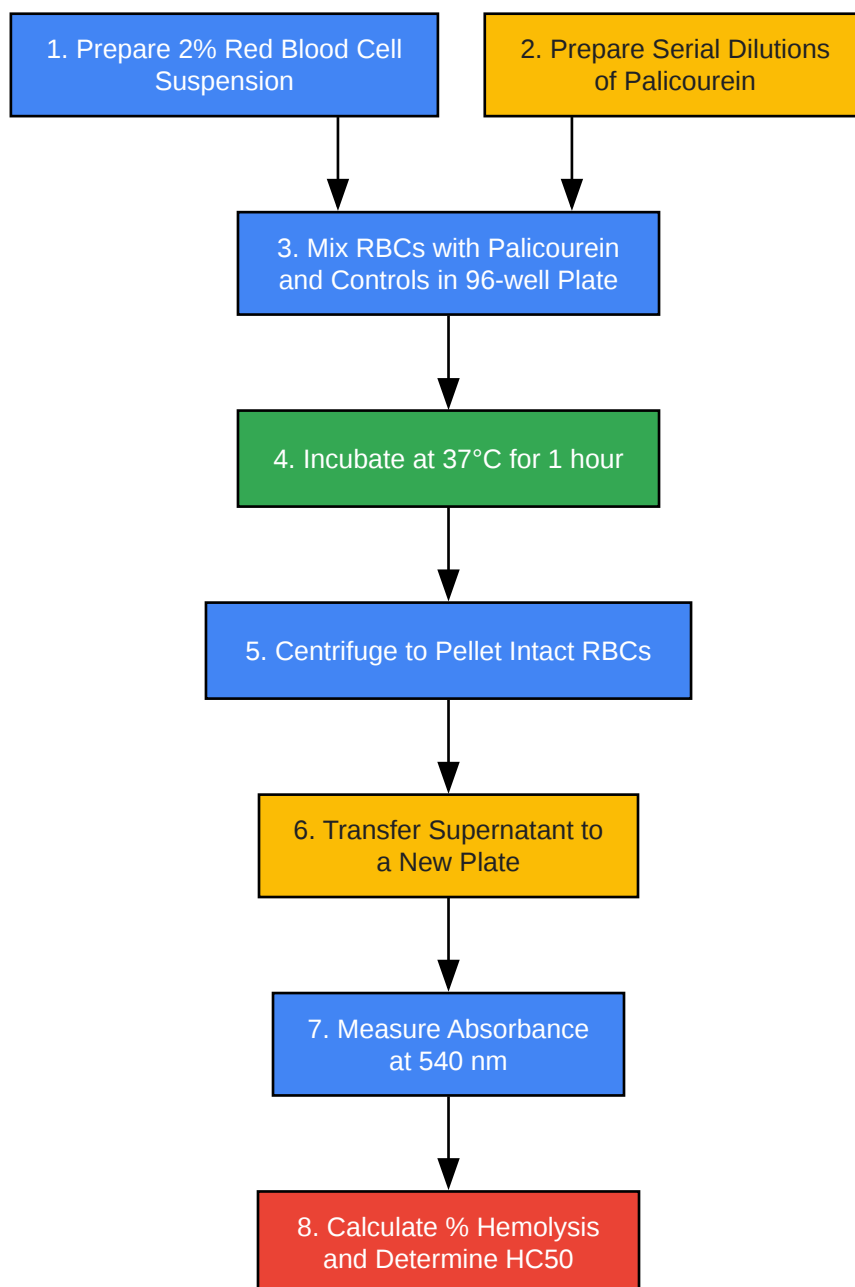 1. Prepare 2% Red Blood Cell
Suspension
2. Prepare Serial Dilutions
of Palicourein
3. Mix RBCs with Palicourein
and Controls in 96-well Plate
4. Incubate at 37°C for 1 hour
5. Centrifuge to Pellet Intact RBCs
6. Transfer Supernatant to
a New Plate
7. Measure Absorbance
at 540 nm
8. Calculate % Hemolysis
and Determine HC50